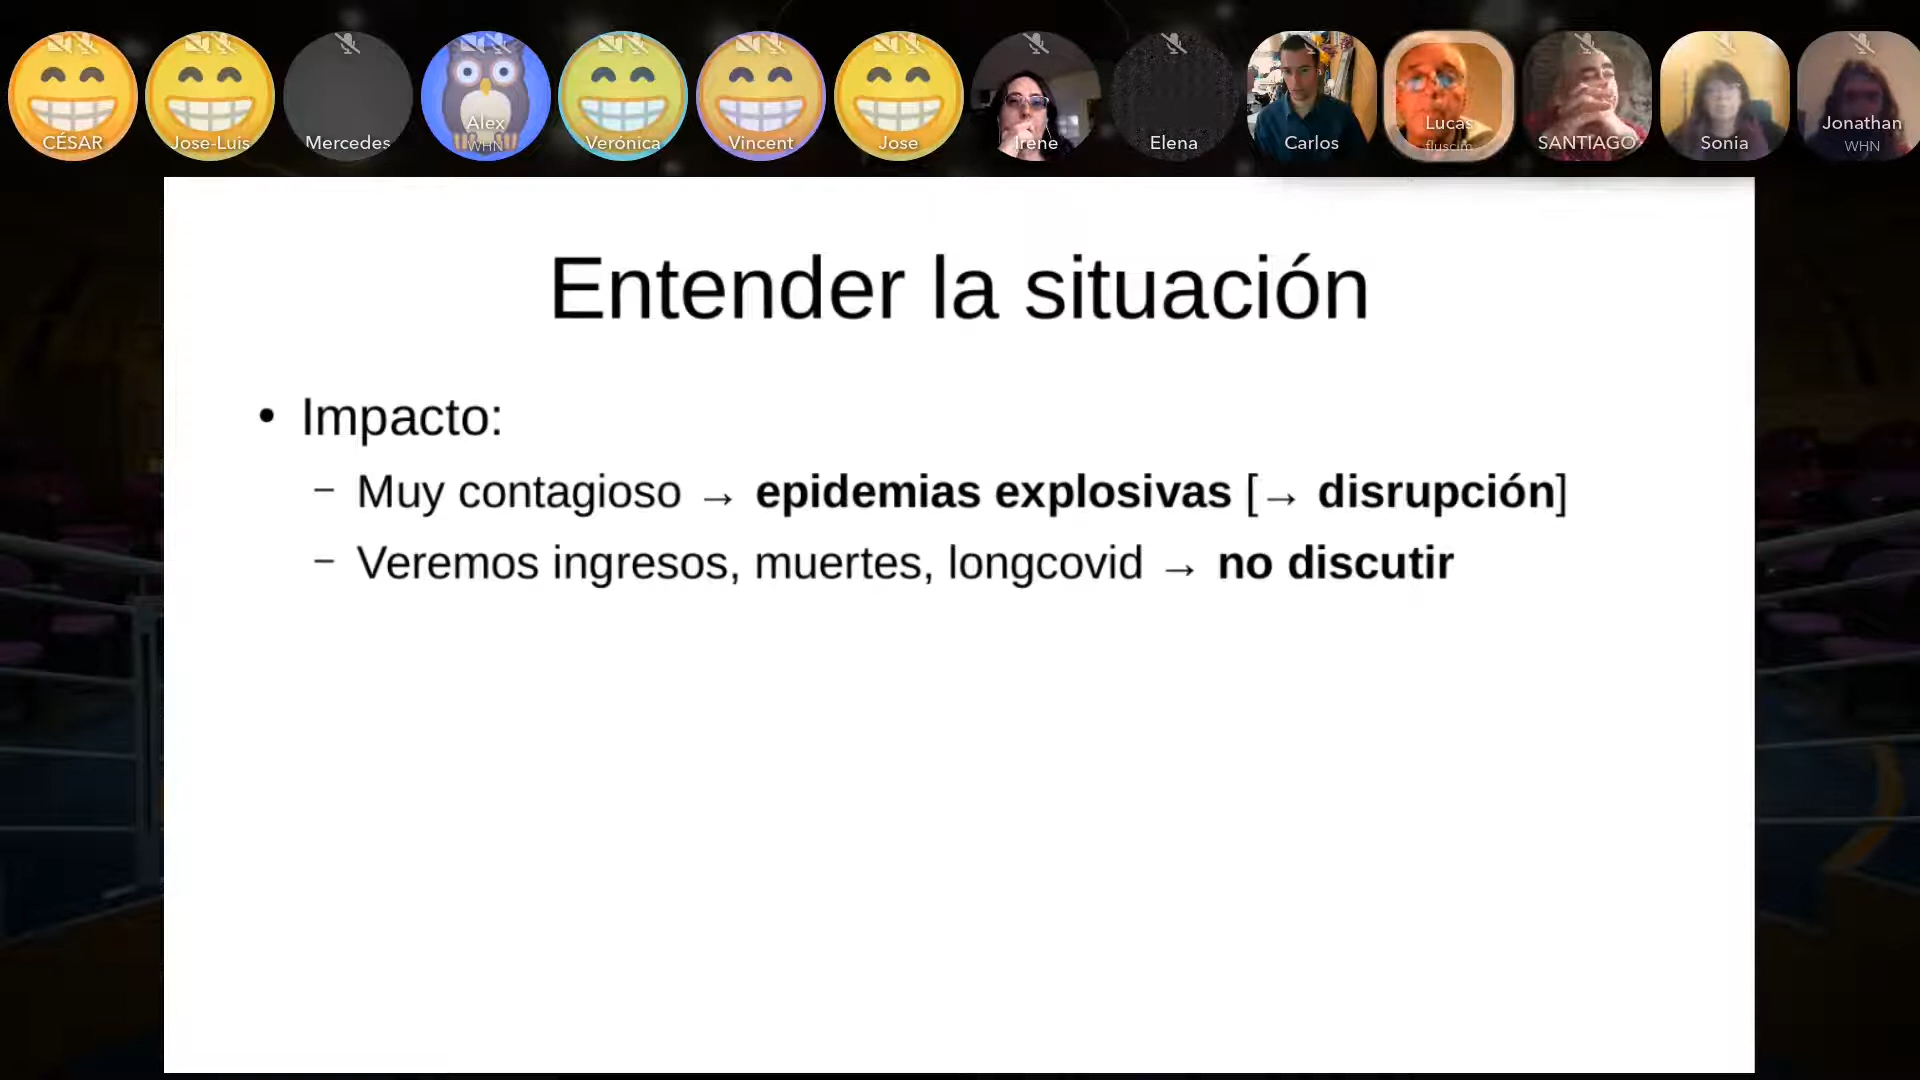 CÉSAR
Jose-Luis
Mercedes
Alex
WHN
Verónica
Vincent
Jose
Irene
Elena
Carlos
Lucas
fluscim
SANTIAGO
Sonia
Jonathan
WHN
Entender la situación
• Impacto:
– Muy contagioso → epidemias explosivas [→ disrupción]
– Veremos ingresos, muertes, longcovid → no discutir